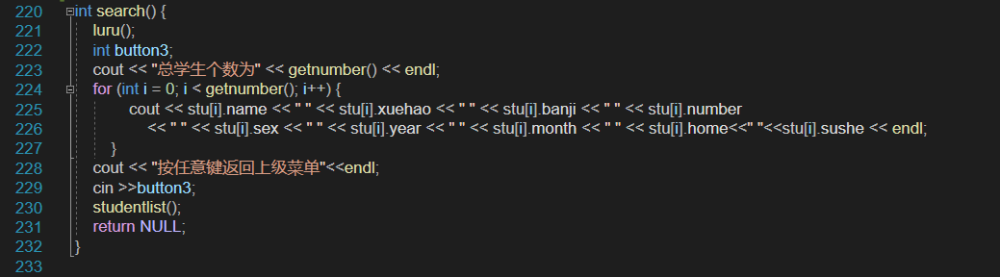 220 int search() {
221 luru();
222 int button3;
223 cout << "总学生个数为" << getnumber() << endl;
224 for (int i = 0; i < getnumber(); i++) {
225 cout << stu[i].name << " " << stu[i].xuehao << " " << stu[i].banji << " " << stu[i].number
226 << " " << stu[i].sex << " " << stu[i].year << " " << stu[i].month << " " << stu[i].home<<" "<<stu[i].sushe << endl;
227 }
228 cout << "按任意键返回上级菜单"<<endl;
229 cin >>button3;
230 studentlist();
231 return NULL;
232 }
233